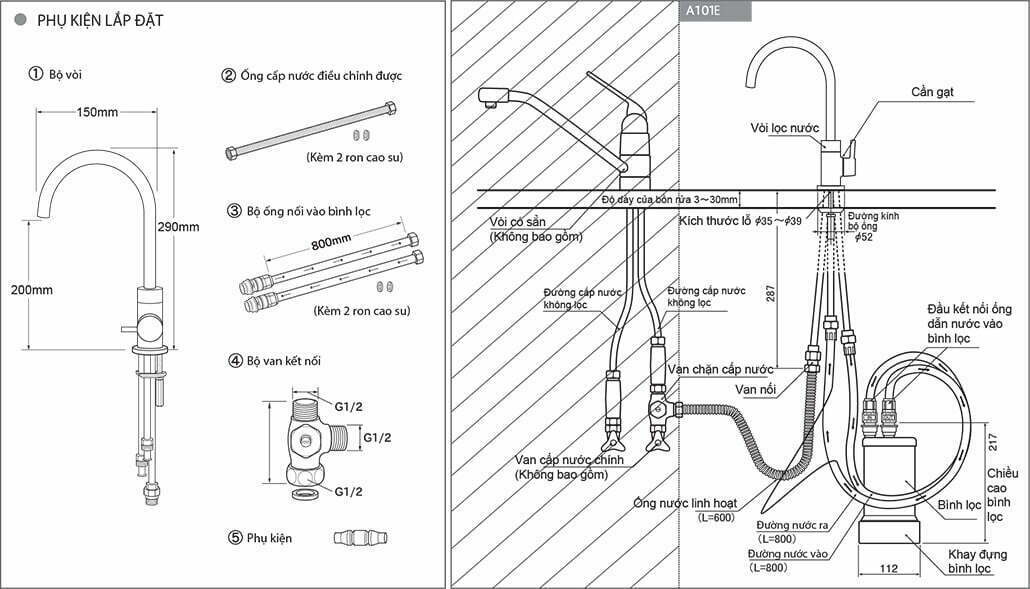 PHỤ KIỆN LẮP ĐẶT
① Bộ vòi
150mm
290mm
200mm
② Ống cấp nước điều chỉnh được
(Kèm 2 ron cao su)
③ Bộ ống nối vào bình lọc
800mm
(Kèm 2 ron cao su)
④ Bộ van kết nối
G1/2
G1/2
G1/2
⑤ Phụ kiện
A101E
Cần gạt
Vòi lọc nước
Độ dày của bồn rửa 3~30mm
Vòi có sẵn
(Không bao gồm)
Kích thước lỗ ϕ35~ϕ39
Đường kính
bộ ống
ϕ52
Đường cấp nước
không lọc
Đường cấp nước
không lọc
287
Đầu kết nối ống
dẫn nước vào
bình lọc
Van chặn cấp nước
Van nối
Van cấp nước chính
(Không bao gồm)
Ống nước linh hoạt
(L=600)
Đường nước ra
(L=800)
Đường nước vào
(L=800)
217
Chiều
cao
bình
lọc
Bình lọc
Khay đựng
bình lọc
112